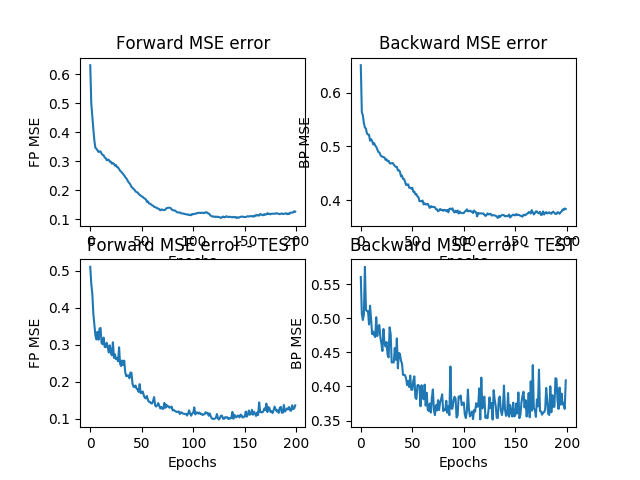 Forward MSE error
Backward MSE error
FP MSE
0.6
0.5
0.4
0.3
0.2
0.1
0 50 100 150 200
Epochs
BP MSE
0.6
0.5
0.4
0 50 100 150 200
Forward MSE error - TEST
Backward MSE error - TEST
FP MSE
0.5
0.4
0.3
0.2
0.1
0 50 100 150 200
Epochs
BP MSE
0.55
0.50
0.45
0.40
0.35
0 50 100 150 200
Epochs